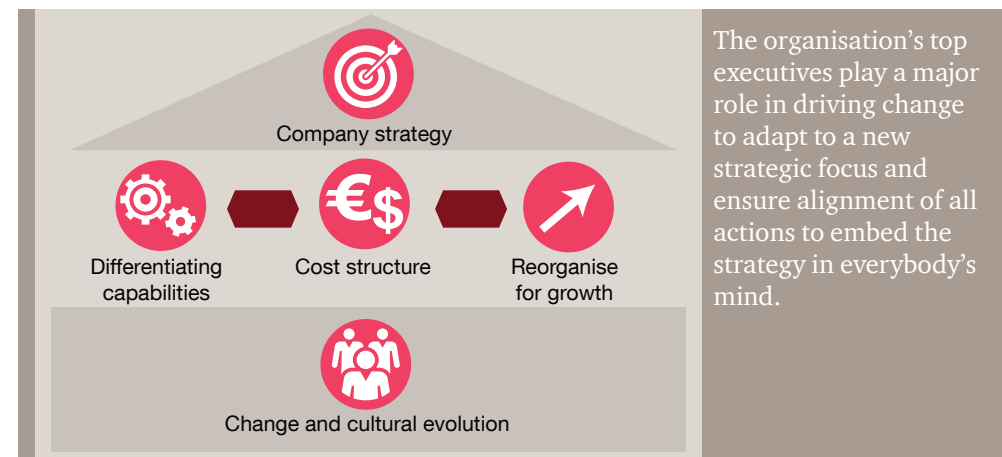 Company strategy
Differentiating
capabilities
Cost structure
Reorganise
for growth
Change and cultural evolution
The organisation’s top
executives play a major
role in driving change
to adapt to a new
strategic focus and
ensure alignment of all
actions to embed the
strategy in everybody’s
mind.